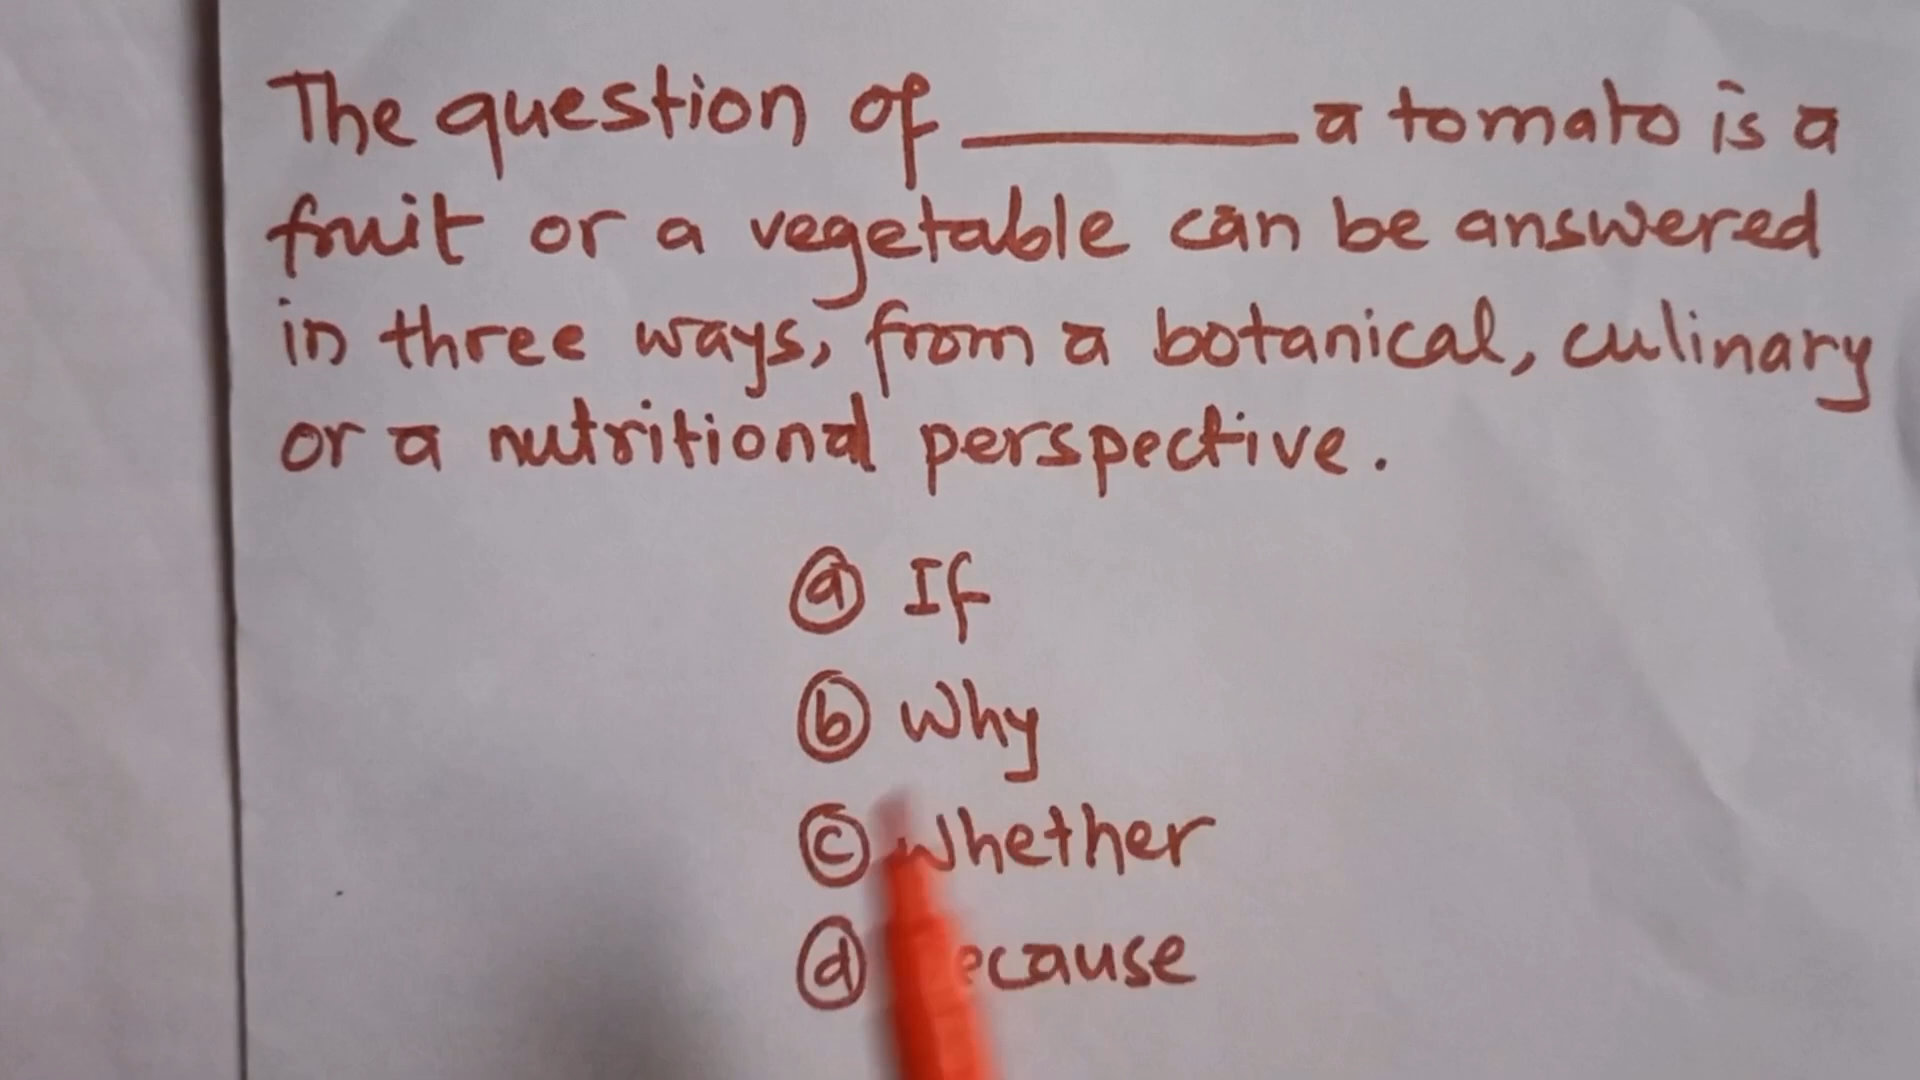 The question of ________ a tomato is a
fruit or a vegetable can be answered
in three ways, from a botanical, culinary
or a nutritional perspective.
ⓐ If
ⓑ Why
ⓒ Whether
ⓓ